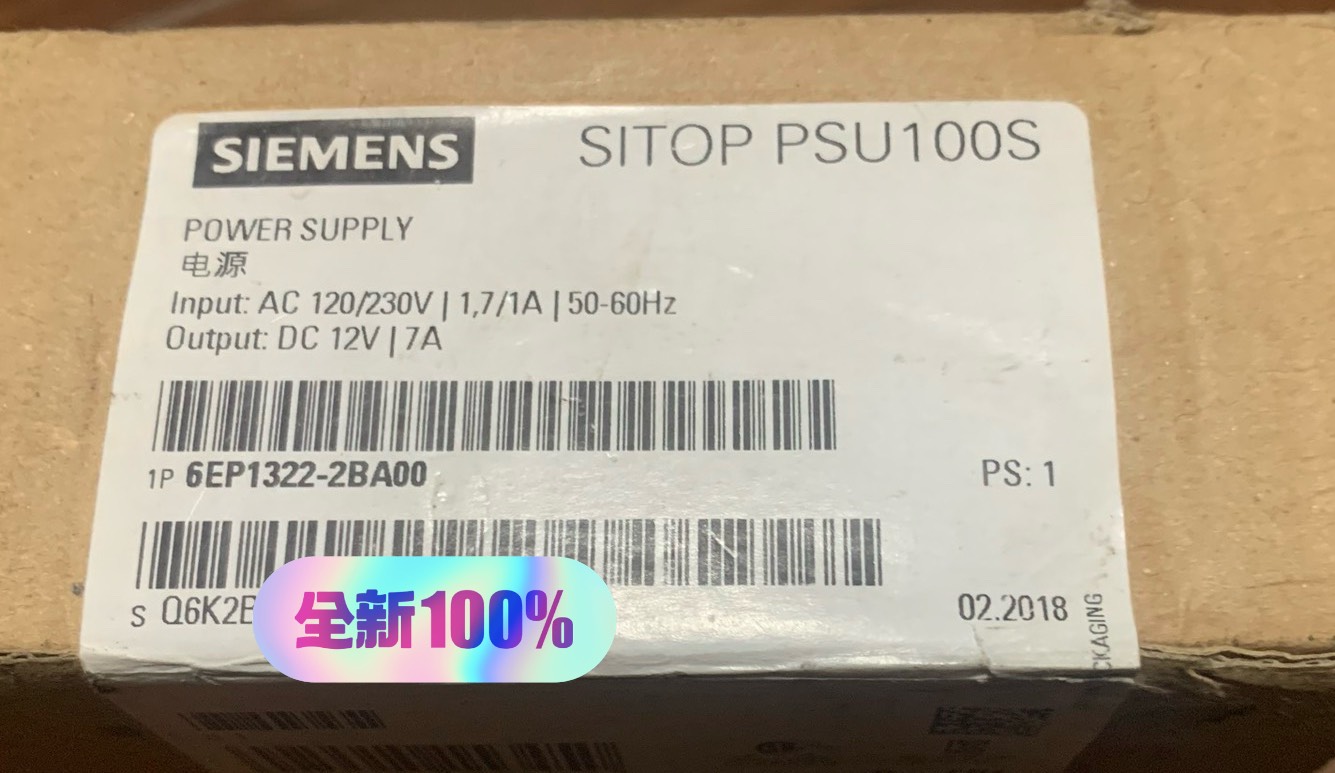 SIEMENS
SITOP PSU100S
POWER SUPPLY
电源
Input: AC 120/230V | 1,7/1A | 50-60Hz
Output: DC 12V | 7A
1P 6EP1322-2BA00
PS: 1
S Q6K2B
全新100%
02.2018
CKAGING